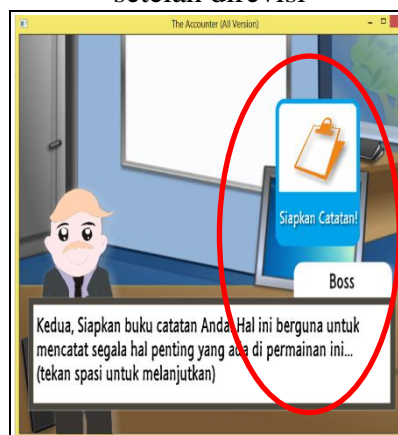 setelah direvisi
The Accounter (All Version)
Siapkan Catatan!
Boss
Kedua, Siapkan buku catatan Anda. Hal ini berguna untuk
mencatat segala hal penting yang ada di permainan ini...
(tekan spasi untuk melanjutkan)